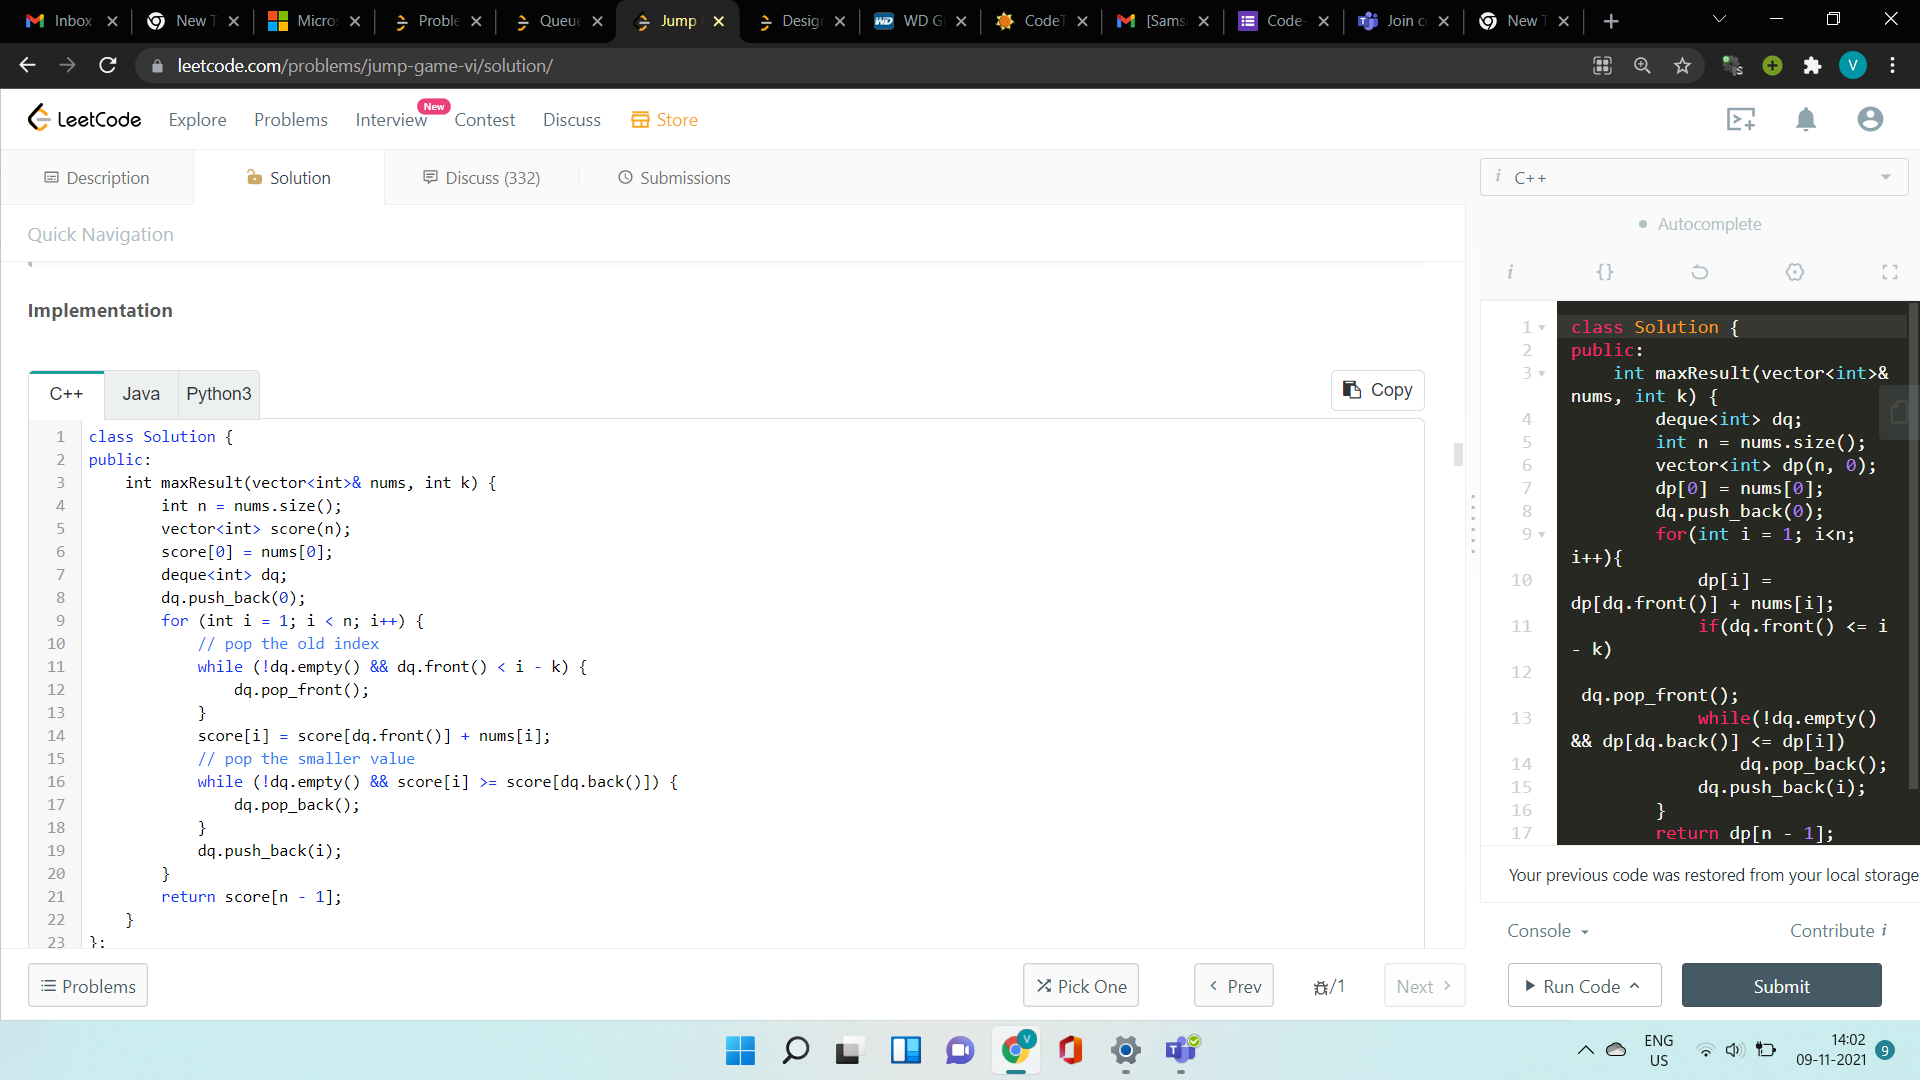 Inbox
New T
Micros
Proble
Queue
Jump
Design
WD G
CodeT
[Sams
Code-
Join c
New T
leetcode.com/problems/jump-game-vi/solution/
V
LeetCode
Explore
Problems
Interview
New
Contest
Discuss
Store
Description
Solution
Discuss (332)
Submissions
Quick Navigation
Implementation
C++
Java
Python3
Copy
1 class Solution {
2 public:
3 int maxResult(vector<int>& nums, int k) {
4 int n = nums.size();
5 vector<int> score(n);
6 score[0] = nums[0];
7 deque<int> dq;
8 dq.push_back(0);
9 for (int i = 1; i < n; i++) {
10 // pop the old index
11 while (!dq.empty() && dq.front() < i - k) {
12 dq.pop_front();
13 }
14 score[i] = score[dq.front()] + nums[i];
15 // pop the smaller value
16 while (!dq.empty() && score[i] >= score[dq.back()]) {
17 dq.pop_back();
18 }
19 dq.push_back(i);
20 }
21 return score[n - 1];
22 }
23 };
Problems
Pick One
Prev
/1
Next
i C++
Autocomplete
i {}
1 class Solution {
2 public:
3 int maxResult(vector<int>&
nums, int k) {
4 deque<int> dq;
5 int n = nums.size();
6 vector<int> dp(n, 0);
7 dp[0] = nums[0];
8 dq.push_back(0);
9 for(int i = 1; i<n;
i++){
10 dp[i] =
dp[dq.front()] + nums[i];
11 if(dq.front() <= i
- k)
12
dq.pop_front();
13 while(!dq.empty()
&& dp[dq.back()] <= dp[i])
14 dq.pop_back();
15 dq.push_back(i);
16 }
17 return dp[n - 1];
Your previous code was restored from your local storage
Console
Contribute i
Run Code
Submit
V
ENG
US
14:02
09-11-2021
9